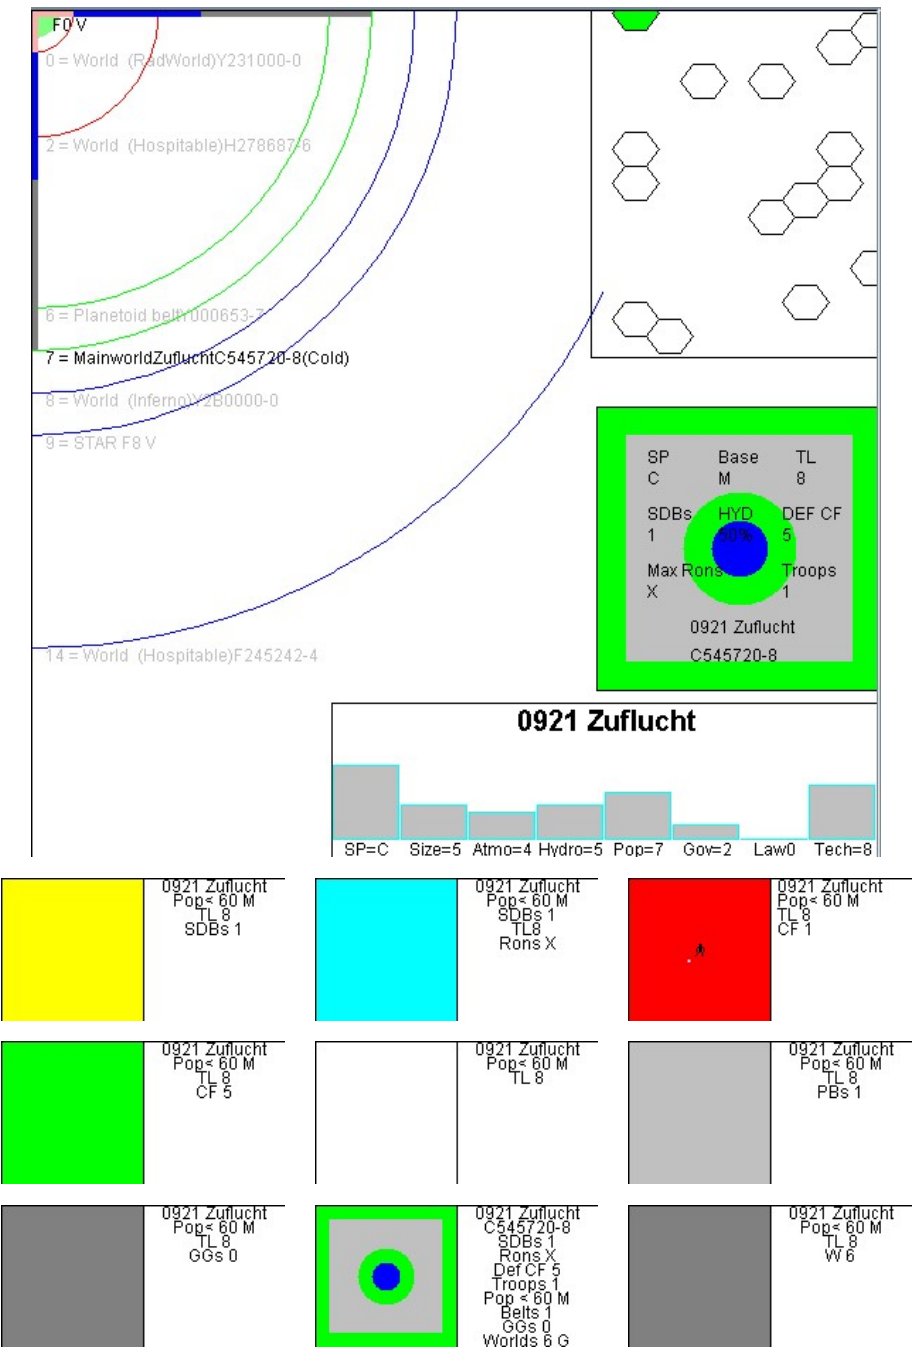 F0 V
0 = World  (RadWorld)Y231000-0
2 = World  (Hospitable)H278687-6
6 = Planetoid beltY000653-7
7 = MainworldZufluchtC545720-8(Cold)
8 = World  (Inferno)Y2B0000-0
9 = STAR F8 V
14 = World  (Hospitable)F245242-4
SP Base TL
C M 8
SDBs HYD DEF CF
1 50% 5
Max Rons Troops
X 1
0921 Zuflucht
C545720-8
0921 Zuflucht
SP=C Size=5 Atmo=4 Hydro=5 Pop=7 Gov=2 Law0 Tech=8
0921 Zuflucht
Pop< 60 M
TL 8
SDBs 1
0921 Zuflucht
Pop< 60 M
SDBs 1
TL8
Rons X
0921 Zuflucht
Pop< 60 M
TL 8
CF 1
0921 Zuflucht
Pop< 60 M
TL 8
CF 5
0921 Zuflucht
Pop< 60 M
TL 8
0921 Zuflucht
Pop< 60 M
TL 8
PBs 1
0921 Zuflucht
Pop< 60 M
TL 8
GGs 0
0921 Zuflucht
C545720-8
SDBs 1
Rons X
Def CF 5
Troops 1
Pop < 60 M
Belts 1
GGs 0
Worlds 6 G
0921 Zuflucht
Pop< 60 M
TL 8
W 6